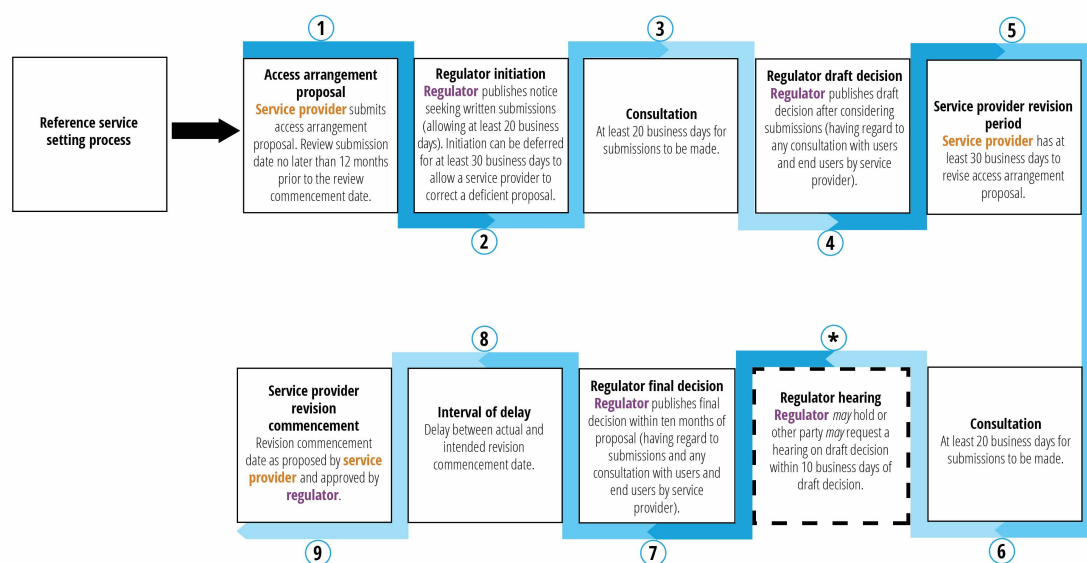 1
3
5
Reference service
setting process
Access arrangement
proposal
Service provider submits
access arrangement
proposal. Review submission
date no later than 12 months
prior to the review
commencement date.
Regulator initiation
Regulator publishes notice
seeking written submissions
(allowing at least 20 business
days). Initiation can be deferred
for at least 30 business days to
allow a service provider to
correct a deficient proposal.
Consultation
At least 20 business days for
submissions to be made.
Regulator draft decision
Regulator publishes draft
decision after considering
submissions (having regard to
any consultation with users
and end users by service
provider).
Service provider revision
period
Service provider has at
least 30 business days to
revise access arrangement
proposal.
2
4
8
*
Service provider
revision
commencement
Revision commencement
date as proposed by service
provider and approved by
regulator.
Interval of delay
Delay between actual and
intended revision
commencement date.
Regulator final decision
Regulator publishes final
decision within ten months of
proposal (having regard to
submissions and any
consultation with users and
end users by service
provider).
Regulator hearing
Regulator may hold or
other party may request a
hearing on draft decision
within 10 business days of
draft decision.
Consultation
At least 20 business days for
submissions to be made.
9
7
6